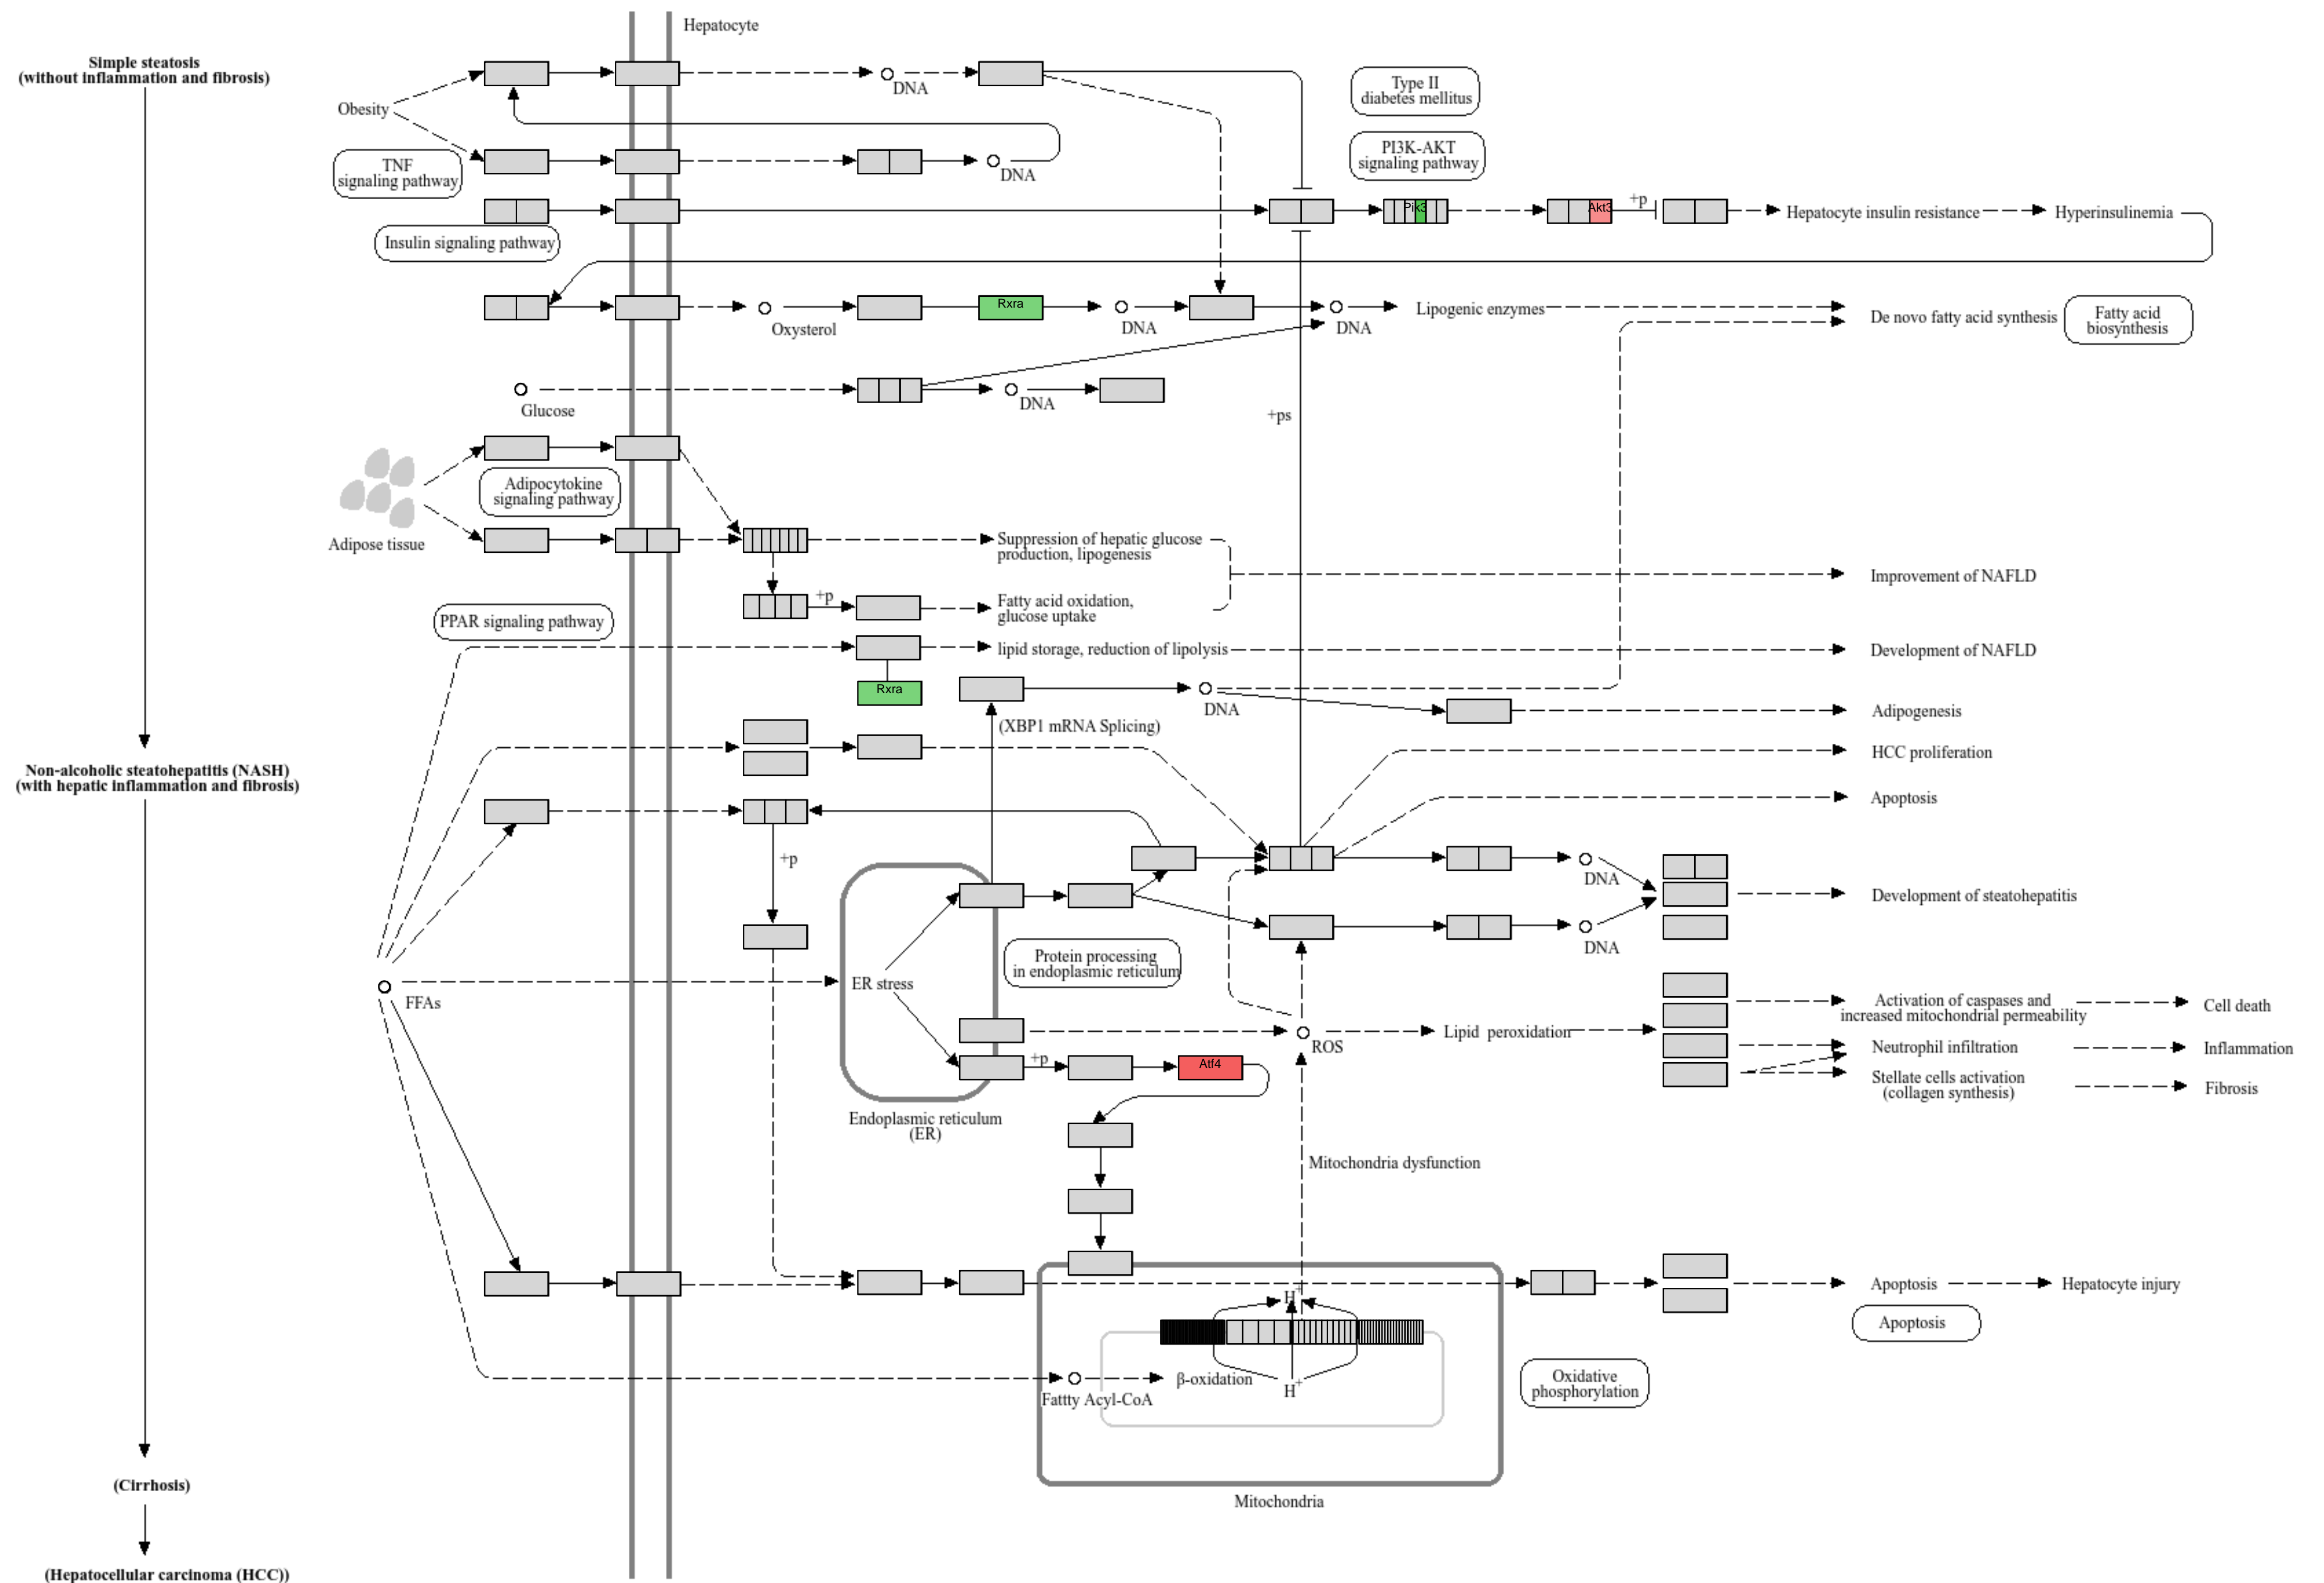 Hepatocyte
Simple steatosis
(without inflammation and fibrosis)
DNA
Type II
diabetes mellitus
Obesity
TNF
signaling pathway
DNA
PI3K-AKT
signaling pathway
Pik3
Akt3
+p
Hepatocyte insulin resistance
Hyperinsulinemia
Insulin signaling pathway
Oxysterol
Rxra
DNA
DNA
Lipogenic enzymes
De novo fatty acid synthesis
Fatty acid
biosynthesis
Glucose
DNA
+ps
Adipocytokine
signaling pathway
Adipose tissue
Suppression of hepatic glucose
production, lipogenesis
Improvement of NAFLD
+p
Fatty acid oxidation,
glucose uptake
PPAR signaling pathway
lipid storage, reduction of lipolysis
Development of NAFLD
Rxra
DNA
(XBP1 mRNA Splicing)
Adipogenesis
HCC proliferation
Non-alcoholic steatohepatitis (NASH)
(with hepatic inflammation and fibrosis)
Apoptosis
+p
DNA
Development of steatohepatitis
DNA
Protein processing
in endoplasmic reticulum
ER stress
FFAs
Activation of caspases and
increased mitochondrial permeability
Cell death
ROS
Lipid peroxidation
Neutrophil infiltration
Inflammation
+p
Atf4
Stellate cells activation
(collagen synthesis)
Fibrosis
Endoplasmic reticulum
(ER)
Mitochondria dysfunction
Apoptosis
Hepatocyte injury
H+
Apoptosis
β-oxidation
H+
Fattty Acyl-CoA
Oxidative
phosphorylation
(Cirrhosis)
Mitochondria
(Hepatocellular carcinoma (HCC))